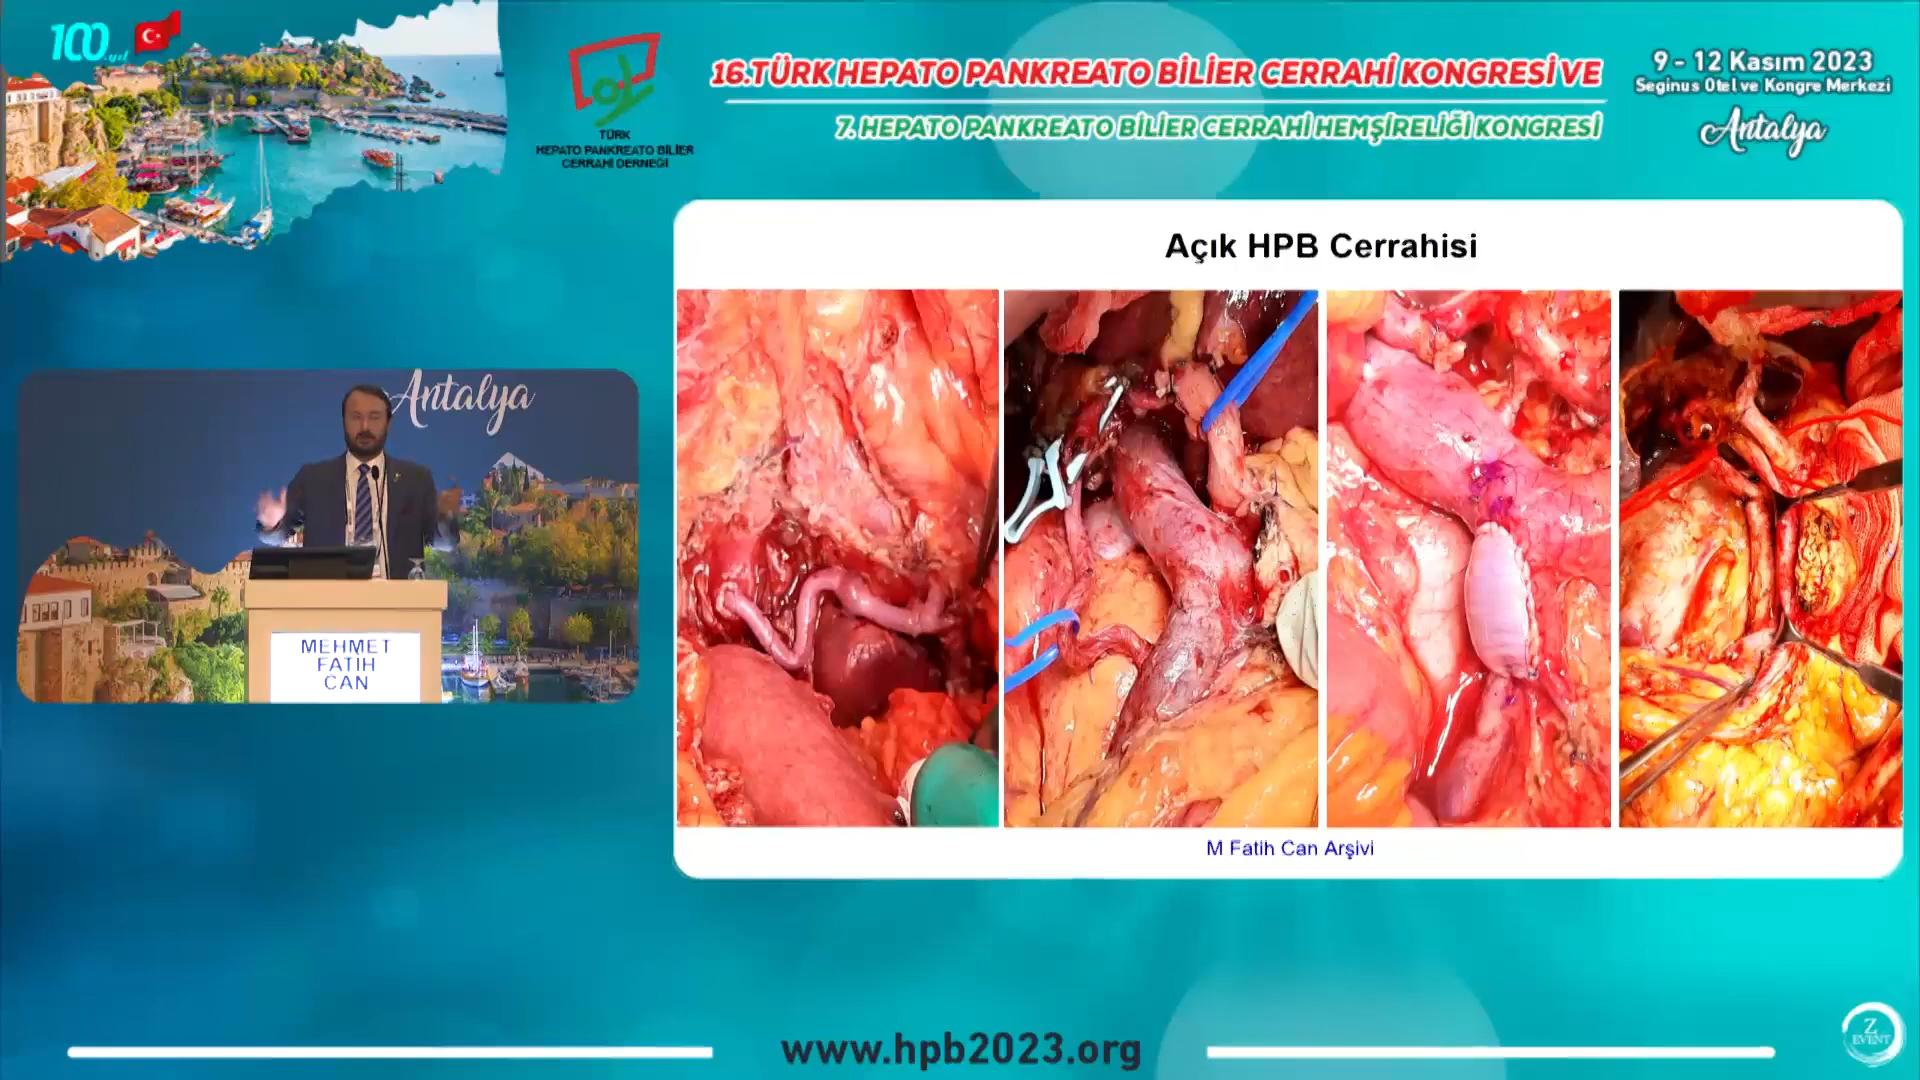 100.yıl
TÜRK
HEPATO PANKREATO BİLİER
CERRAHİ DERNEĞİ
16.TÜRK HEPATO PANKREATO BİLİER CERRAHİ KONGRESİ VE
7. HEPATO PANKREATO BİLİER CERRAHİ HEMŞİRELİĞİ KONGRESİ
9 - 12 Kasım 2023
Seginus Otel ve Kongre Merkezi
Antalya
Açık HPB Cerrahisi
Antalya
MEHMET
FATIH
CAN
M Fatih Can Arşivi
www.hpb2023.org
Z
EVENT